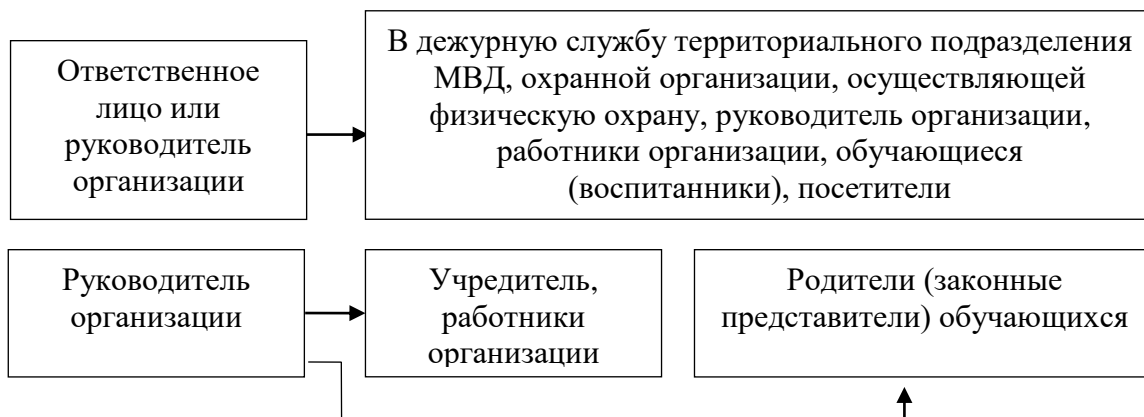 Ответственное
лицо или
руководитель
организации
В дежурную службу территориального подразделения
МВД, охранной организации, осуществляющей
физическую охрану, руководитель организации,
работники организации, обучающиеся
(воспитанники), посетители
Руководитель
организации
Учредитель,
работники
организации
Родители (законные
представители) обучающихся